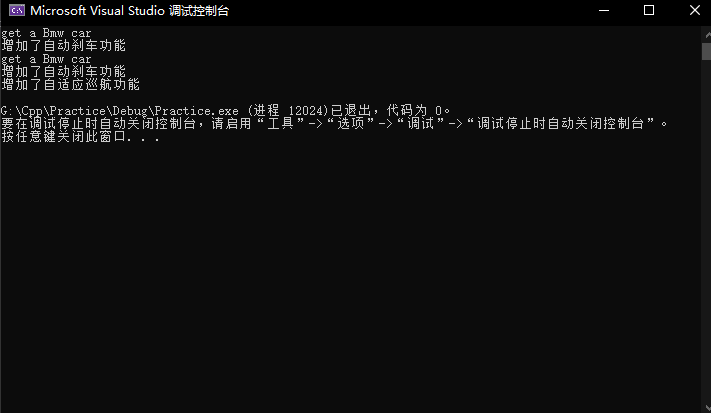 Microsoft Visual Studio 调试控制台
get a Bmw car
增加了自动刹车功能
get a Bmw car
增加了自动刹车功能
增加了自适应巡航功能
G:\Cpp\Practice\Debug\Practice.exe (进程 12024)已退出，代码为 0。
要在调试停止时自动关闭控制台，请启用“工具”->“选项”->“调试”->“调试停止时自动关闭控制台”。
按任意键关闭此窗口. . .